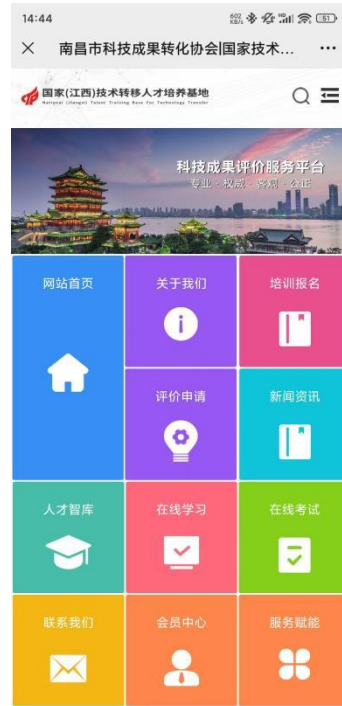 14:44
602 KB/s
51
南昌市科技成果转化协会|国家技术...
国家(江西)技术转移人才培养基地
National (Jiangxi) Talent Training Base For Technology Transfer
科技成果评价服务平台
专业·权威·客观·公正
网站首页
关于我们
培训报名
评价申请
新闻资讯
人才智库
在线学习
在线考试
联系我们
会员中心
服务赋能